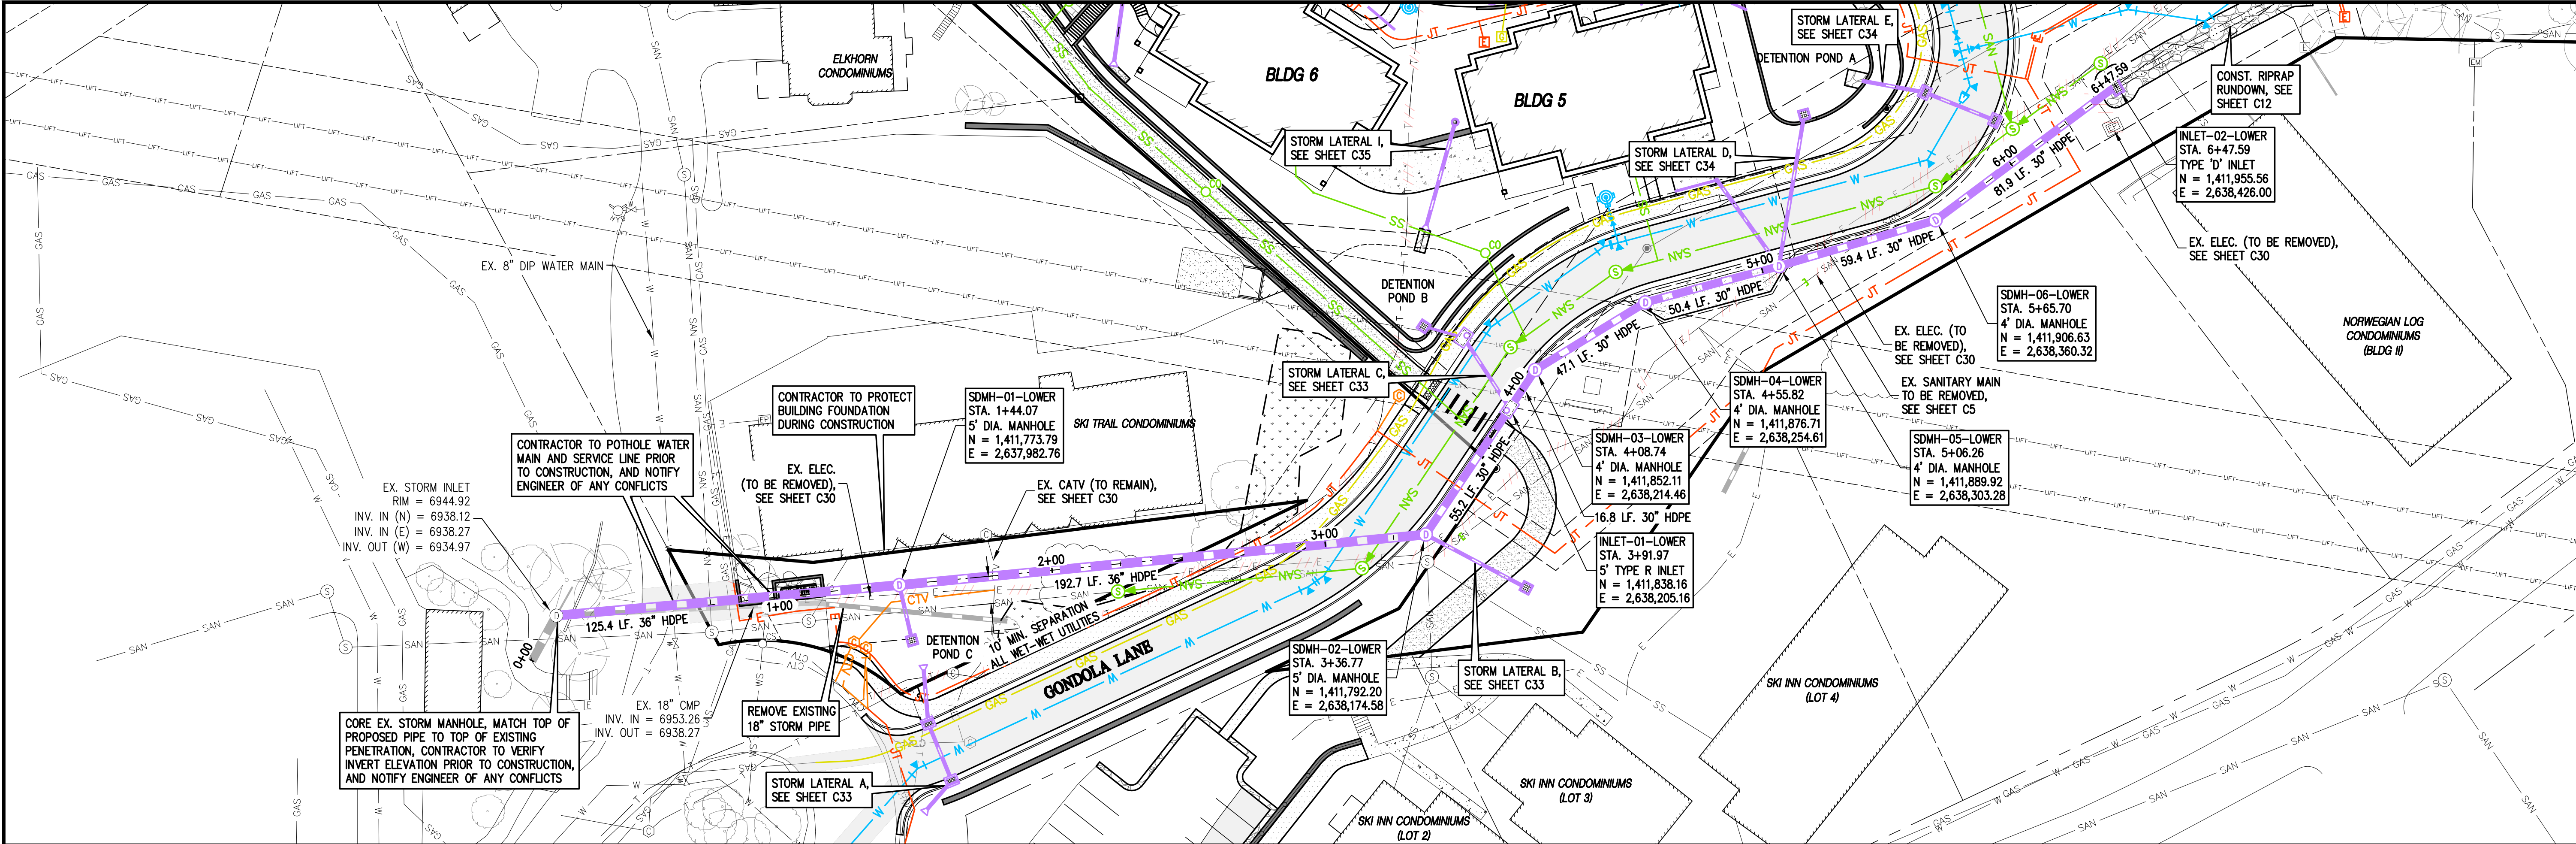 ELKHORN
CONDOMINIUMS
BLDG 6
BLDG 5
DETENTION POND A
STORM LATERAL E,
SEE SHEET C34
CONST. RIPRAP
RUNDOWN, SEE
SHEET C12
STORM LATERAL I,
SEE SHEET C35
STORM LATERAL D,
SEE SHEET C34
6+47.59
6+00
81.9 LF. 30" HDPE
INLET-02-LOWER
STA. 6+47.59
TYPE 'D' INLET
N = 1,411,955.56
E = 2,638,426.00
EX. ELEC. (TO BE REMOVED),
SEE SHEET C30
EX. 8" DIP WATER MAIN
DETENTION
POND B
5+00
59.4 LF. 30" HDPE
50.4 LF. 30" HDPE
47.1 LF. 30" HDPE
4+00
SDMH-06-LOWER
STA. 5+65.70
4' DIA. MANHOLE
N = 1,411,906.63
E = 2,638,360.32
EX. ELEC. (TO
BE REMOVED),
SEE SHEET C30
NORWEGIAN LOG
CONDOMINIUMS
(BLDG II)
STORM LATERAL C,
SEE SHEET C33
SDMH-04-LOWER
STA. 4+55.82
4' DIA. MANHOLE
N = 1,411,876.71
E = 2,638,254.61
EX. SANITARY MAIN
TO BE REMOVED,
SEE SHEET C5
CONTRACTOR TO PROTECT
BUILDING FOUNDATION
DURING CONSTRUCTION
SDMH-01-LOWER
STA. 1+44.07
5' DIA. MANHOLE
N = 1,411,773.79
E = 2,637,982.76
SKI TRAIL CONDOMINIUMS
CONTRACTOR TO POTHOLE WATER
MAIN AND SERVICE LINE PRIOR
TO CONSTRUCTION, AND NOTIFY
ENGINEER OF ANY CONFLICTS
SDMH-03-LOWER
STA. 4+08.74
4' DIA. MANHOLE
N = 1,411,852.11
E = 2,638,214.46
SDMH-05-LOWER
STA. 5+06.26
4' DIA. MANHOLE
N = 1,411,889.92
E = 2,638,303.28
EX. ELEC.
(TO BE REMOVED),
SEE SHEET C30
EX. CATV (TO REMAIN),
SEE SHEET C30
EX. STORM INLET
RIM = 6944.92
INV. IN (N) = 6938.12
INV. IN (E) = 6938.27
INV. OUT (W) = 6934.97
55.2 LF. 30" HDPE
16.8 LF. 30" HDPE
INLET-01-LOWER
STA. 3+91.97
5' TYPE R INLET
N = 1,411,838.16
E = 2,638,205.16
3+00
2+00
192.7 LF. 36" HDPE
1+00
125.4 LF. 36" HDPE
0+00
DETENTION
POND C
10' MIN. SEPARATION
ALL WET-WET UTILITIES
GONDOLA LANE
SDMH-02-LOWER
STA. 3+36.77
5' DIA. MANHOLE
N = 1,411,792.20
E = 2,638,174.58
STORM LATERAL B,
SEE SHEET C33
SKI INN CONDOMINIUMS
(LOT 4)
EX. 18" CMP
INV. IN = 6953.26
INV. OUT = 6938.27
REMOVE EXISTING
18" STORM PIPE
CORE EX. STORM MANHOLE, MATCH TOP OF
PROPOSED PIPE TO TOP OF EXISTING
PENETRATION, CONTRACTOR TO VERIFY
INVERT ELEVATION PRIOR TO CONSTRUCTION,
AND NOTIFY ENGINEER OF ANY CONFLICTS
STORM LATERAL A,
SEE SHEET C33
SKI INN CONDOMINIUMS
(LOT 3)
SKI INN CONDOMINIUMS
(LOT 2)